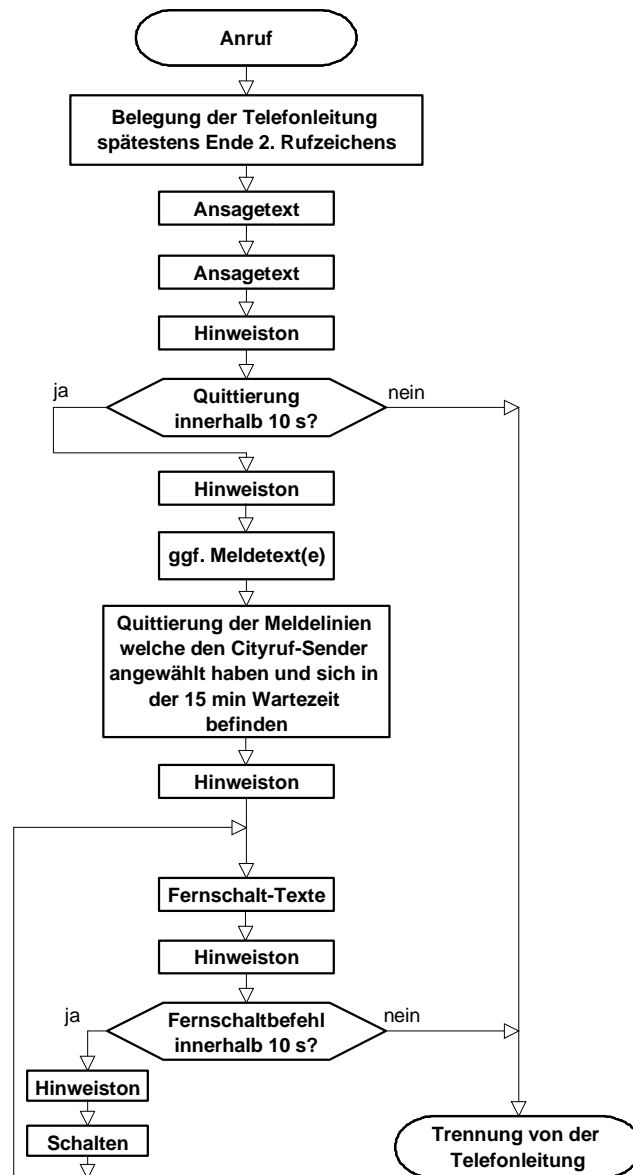 Anruf
Belegung der Telefonleitung
spätestens Ende 2. Rufzeichens
Ansagetext
Ansagetext
Hinweiston
ja
Quittierung
innerhalb 10 s?
nein
Hinweiston
ggf. Meldetext(e)
Quittierung der Meldelinien
welche den Cityruf-Sender
angewählt haben und sich in
der 15 min Wartezeit
befinden
Hinweiston
Fernschalt-Texte
Hinweiston
ja
Fernschaltbefehl
innerhalb 10 s?
nein
Hinweiston
Schalten
Trennung von der
Telefonleitung